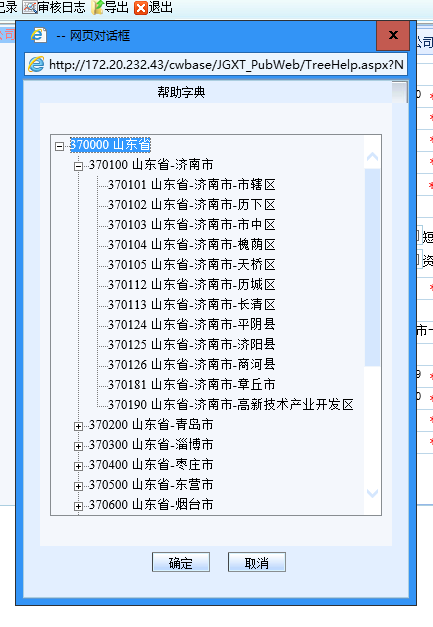 记录 审核日志 导出 退出
公司
-- 网页对话框
x
http://172.20.232.43/cwbase/JGXT_PubWeb/TreeHelp.aspx?N
公司
帮助字典
370000 山东省
370100 山东省-济南市
370101 山东省-济南市-市辖区
370102 山东省-济南市-历下区
370103 山东省-济南市-市中区
370104 山东省-济南市-槐荫区
370105 山东省-济南市-天桥区
370112 山东省-济南市-历城区
370113 山东省-济南市-长清区
370124 山东省-济南市-平阴县
370125 山东省-济南市-济阳县
370126 山东省-济南市-商河县
370181 山东省-济南市-章丘市
370190 山东省-济南市-高新技术产业开发区
370200 山东省-青岛市
370300 山东省-淄博市
370400 山东省-枣庄市
370500 山东省-东营市
370600 山东省-烟台市
短
资
市
确定 取消